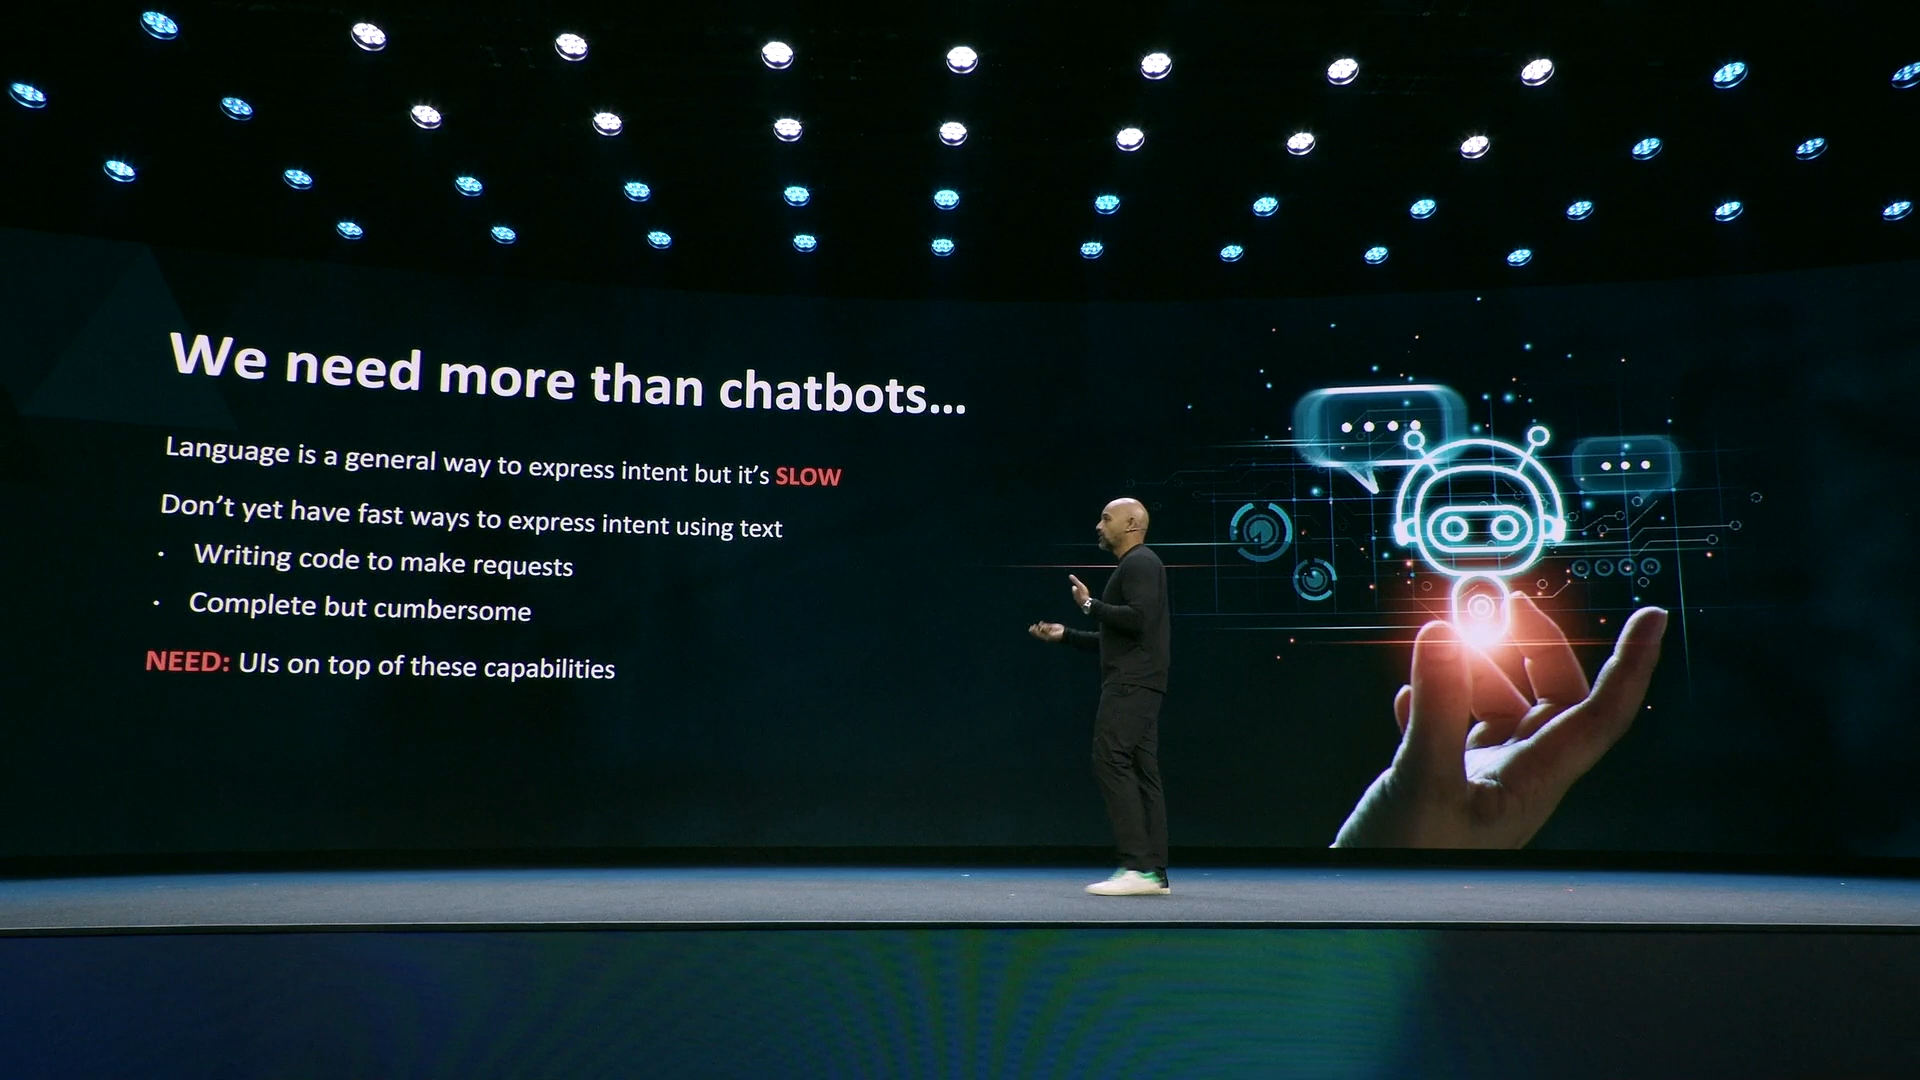 We need more than chatbots...
Language is a general way to express intent but it's SLOW
Don't yet have fast ways to express intent using text
• Writing code to make requests
• Complete but cumbersome
NEED: UIs on top of these capabilities